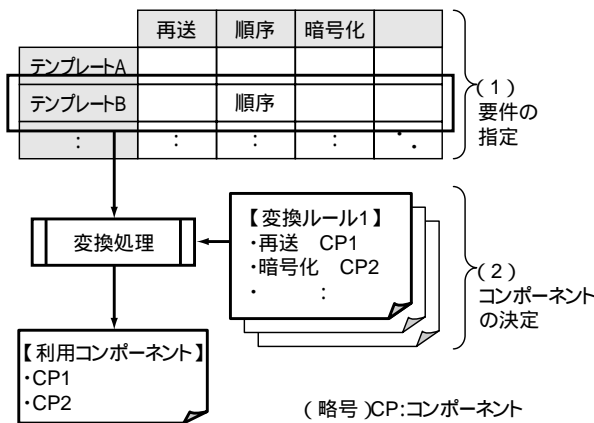 再送 順序 暗号化
テンプレートA
テンプレートB 順序
: : : : ・.
(1)
要件の
指定
変換処理
【変換ルール1】
・再送 CP1
・暗号化 CP2
・ :
(2)
コンポーネント
の決定
【利用コンポーネント】
・CP1
・CP2
(略号)CP:コンポーネント